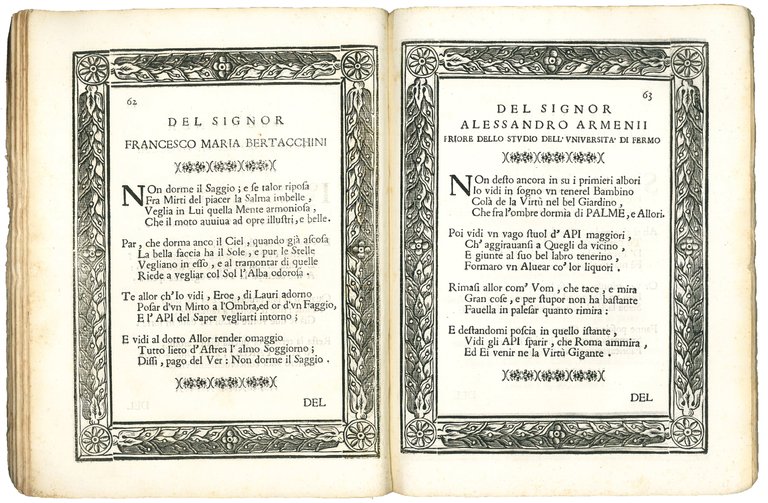 62
DEL SIGNOR
FRANCESCO MARIA BERTACCHINI
NOn dorme il Saggio; e se talor riposa
Fra Mirti del piacer la Salma imbelle,
Veglia in Lui quella Mente armoniosa,
Che il moto auuiua ad opre illustri, e belle.
Par, che dorma anco il Ciel, quando già ascosa
La bella faccia ha il Sole, e pur le Stelle
Vegliano in esso, e al tramontar di quelle
Riede a vegliar col Sol l'Alba odorosa.
Te allor ch'Io vidi, Eroe, di Lauri adorno
Posar d'vn Mirto a l'Ombra, ed or d'vn Faggio,
E l' API del Saper vegliarti intorno;
E vidi al dotto Allor render omaggio
Tutto lieto d'Astrea l' almo Soggiorno;
Dissi, pago del Ver: Non dorme il Saggio.
DEL
63
DEL SIGNOR
ALESSANDRO ARMENII
PRIORE DELLO STVDIO DELL'VNIVERSITA' DI FERMO
NOn desto ancora in su i primieri albori
Io vidi in sogno vn tenerel Bambino
Colà de la Virtù nel bel Giardino,
Che fra l'ombre dormia di PALME, e Allori.
Poi vidi vn vago stuol d' API maggiori,
Ch' aggirauansi a Quegli da vicino,
E giunte al suo bel labro tenerino,
Formaro vn Aluear co' lor liquori.
Rimasi allor com' Vom, che tace, e mira
Gran cose, e per stupor non ha bastante
Fauella in palesar quanto rimira:
E destandomi poscia in quello istante,
Vidi gli API sparir, che Roma ammira,
Ed Ei venir ne la Virtù Gigante.
DEL